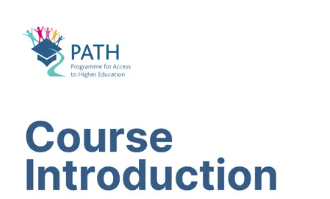 PATH
Programme for Access
to Higher Education
Course
Introduction